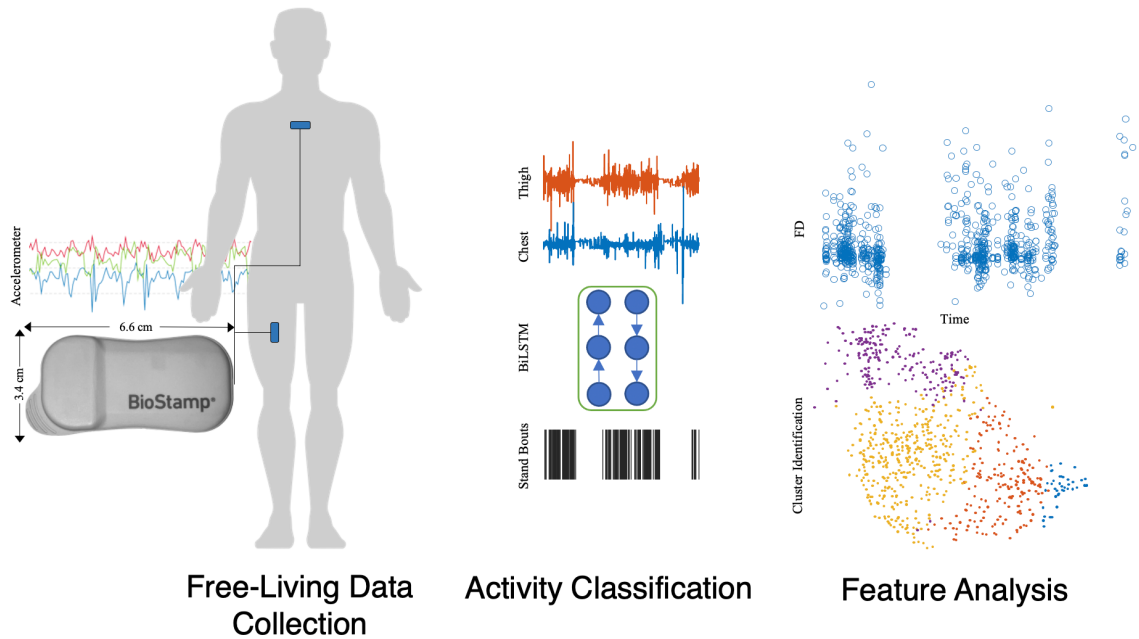 Accelerometer
6.6 cm
3.4 cm
BioStamp®
Free-Living Data
Collection
Thigh
Chest
BiLSTM
Stand Bouts
Activity Classification
FD
Time
Cluster Identification
Feature Analysis